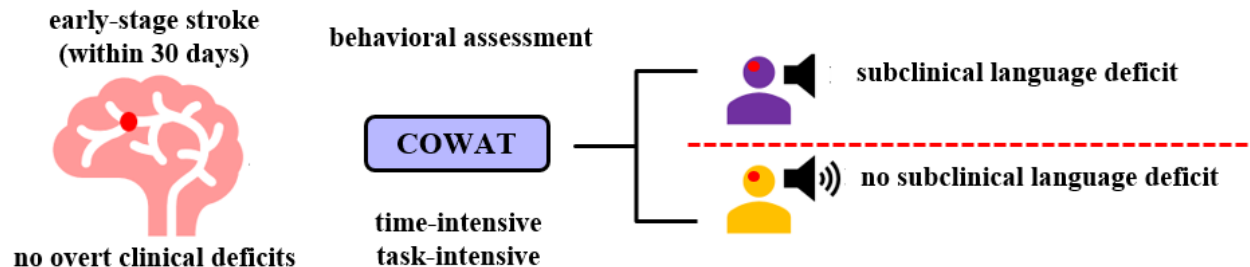 early-stage stroke
(within 30 days)
no overt clinical deficits
behavioral assessment
COWAT
time-intensive
task-intensive
subclinical language deficit
no subclinical language deficit